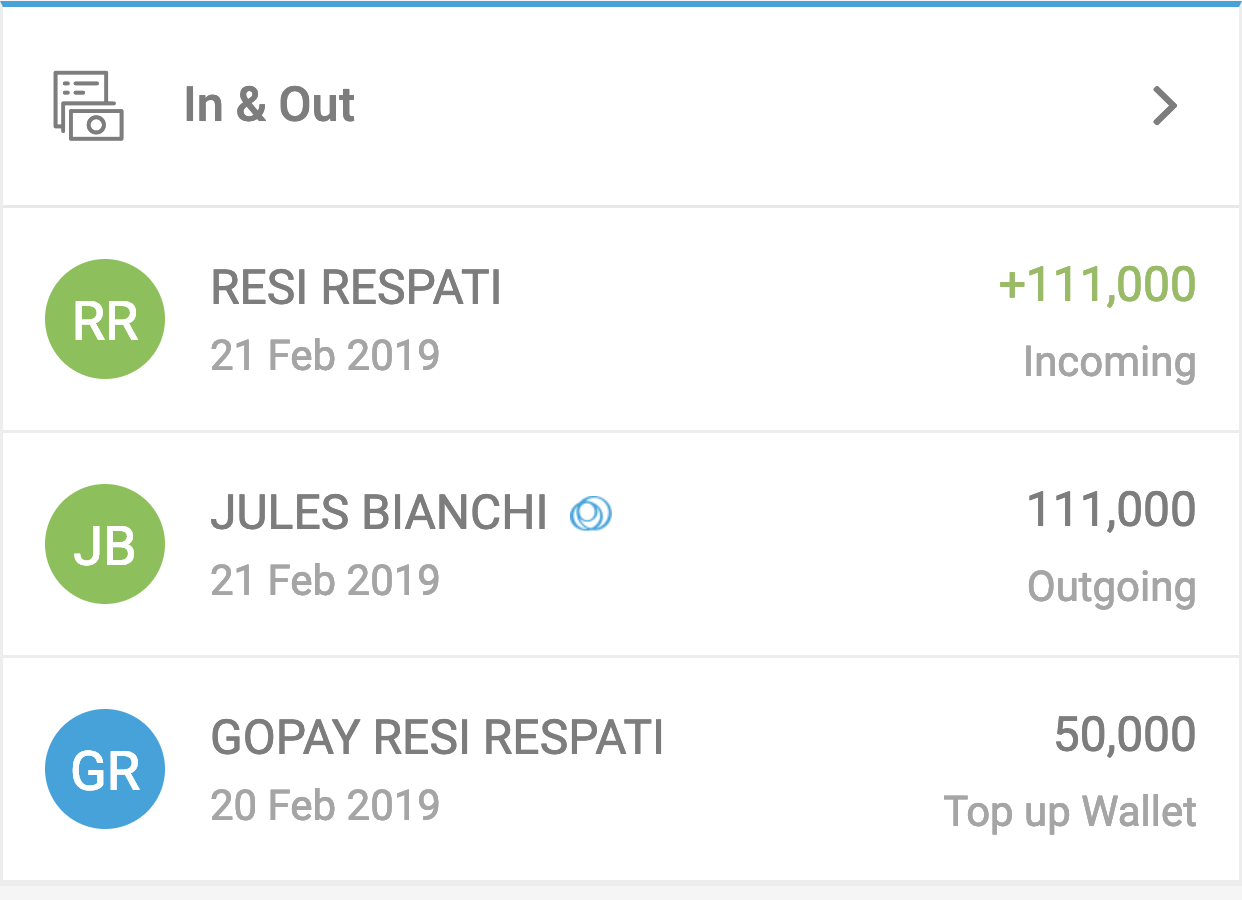 In & Out
RR
RESI RESPATI
+111,000
21 Feb 2019
Incoming
JB
JULES BIANCHI
111,000
21 Feb 2019
Outgoing
GR
GOPAY RESI RESPATI
50,000
20 Feb 2019
Top up Wallet